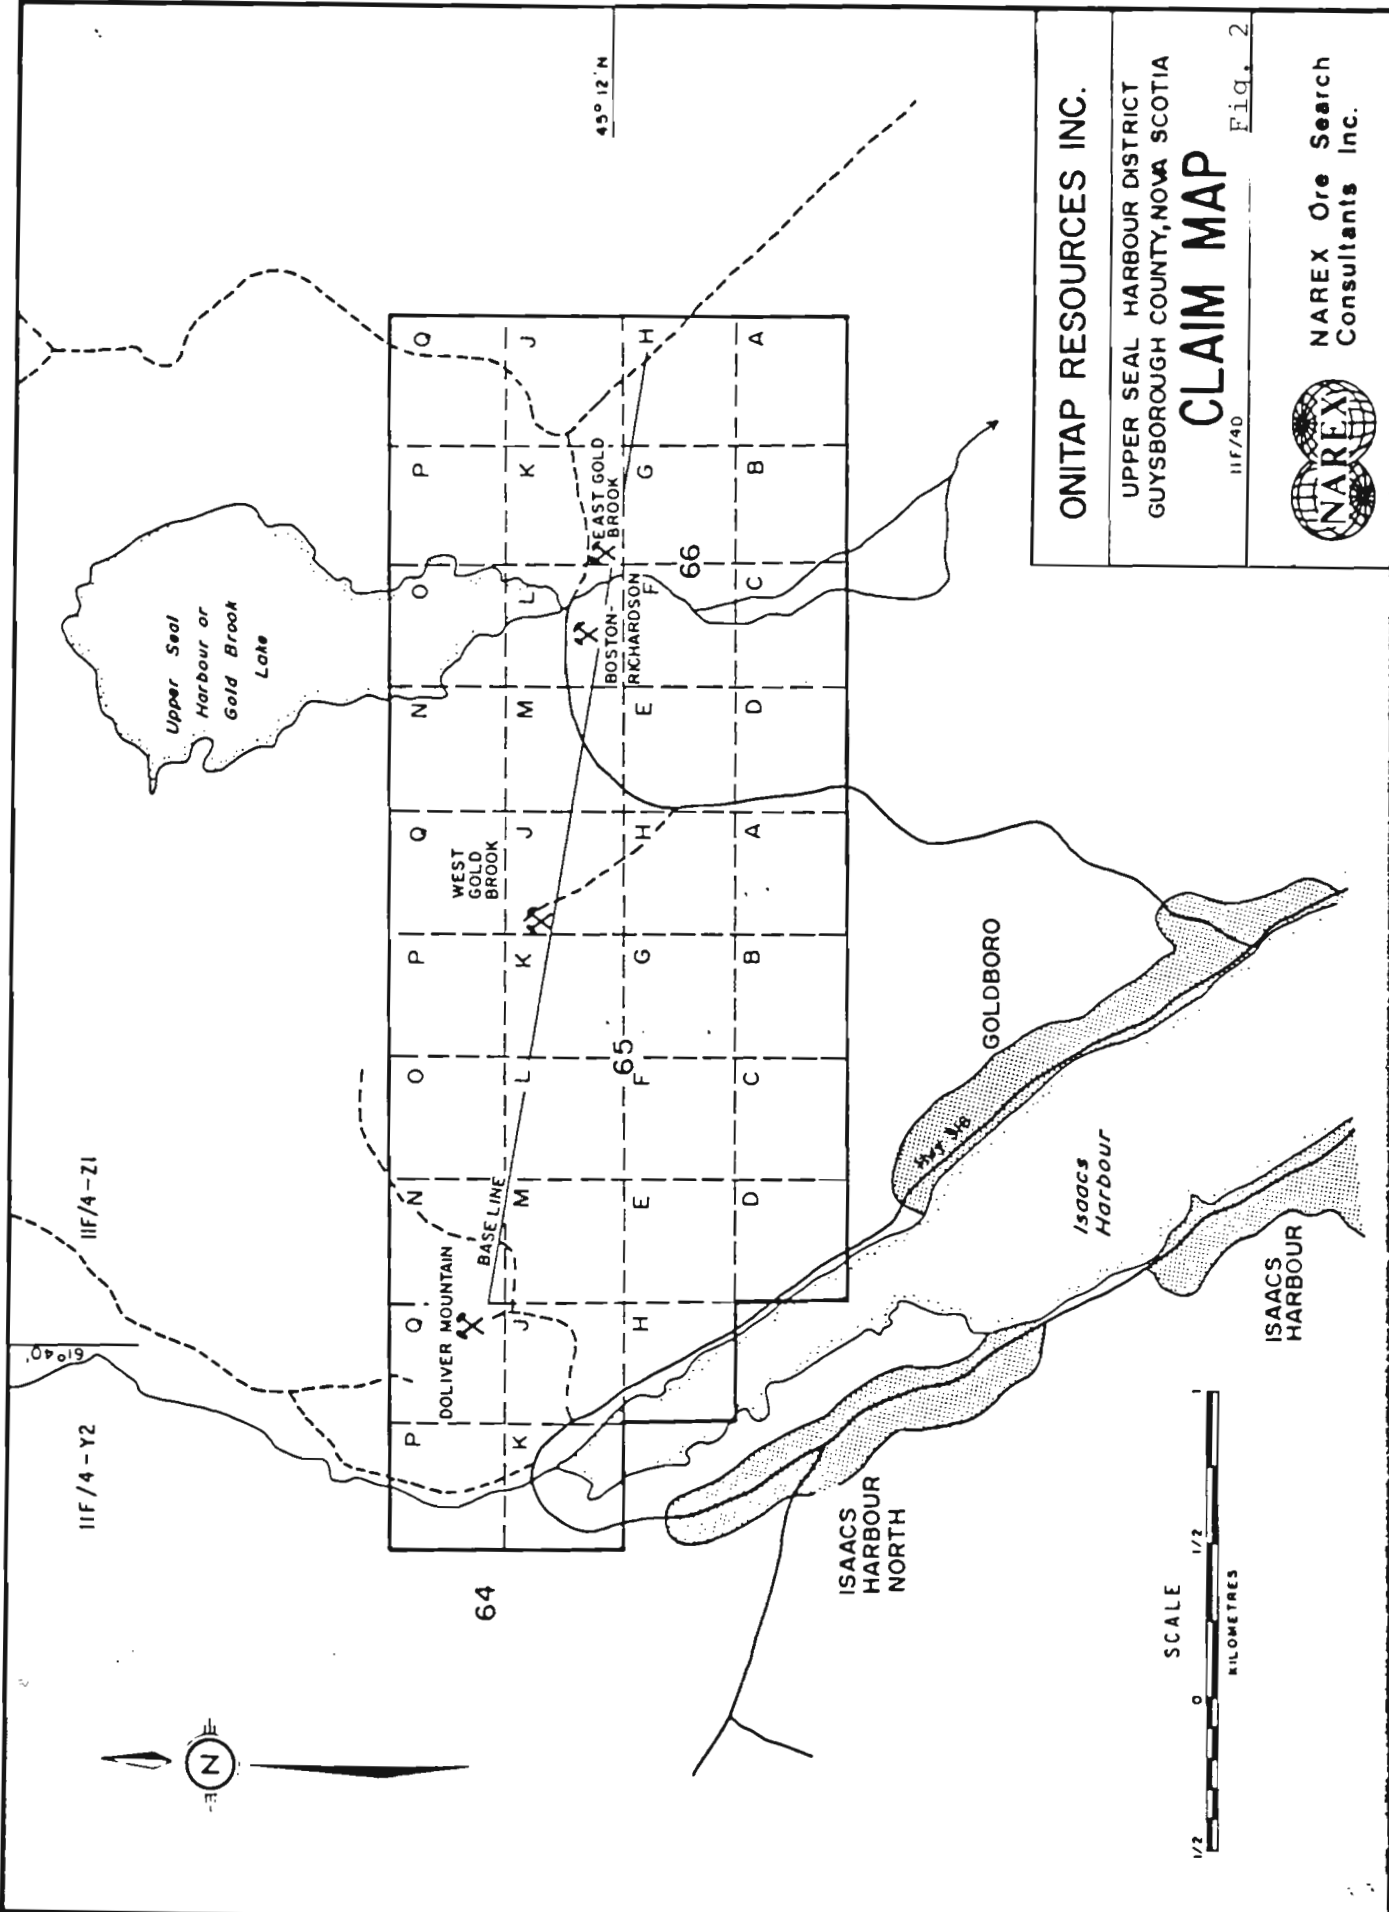 11F/4-Y2
11F/4-Z1
61°40'
45° 12' N
N
Upper Seal
Harbour or
Gold Brook
Lake
64
65
66
P
Q
N
O
P
Q
N
O
P
Q
K
J
M
L
K
J
M
L
K
J
H
E
F
G
H
E
F
G
H
D
C
B
A
D
C
B
A
DOLIVER MOUNTAIN
BASE LINE
WEST
GOLD
BROOK
BOSTON-
RICHARDSON
EAST GOLD
BROOK
ISAACS
HARBOUR
NORTH
Isaacs
Harbour
ISAACS
HARBOUR
GOLDBORO
Hwy 316
SCALE
1/2 0 1/2 1
KILOMETRES
ONITAP RESOURCES INC.
UPPER SEAL HARBOUR DISTRICT
GUYSBOROUGH COUNTY, NOVA SCOTIA
CLAIM MAP
11F/4D
Fig. 2
NAREX
NAREX Ore Search
Consultants Inc.